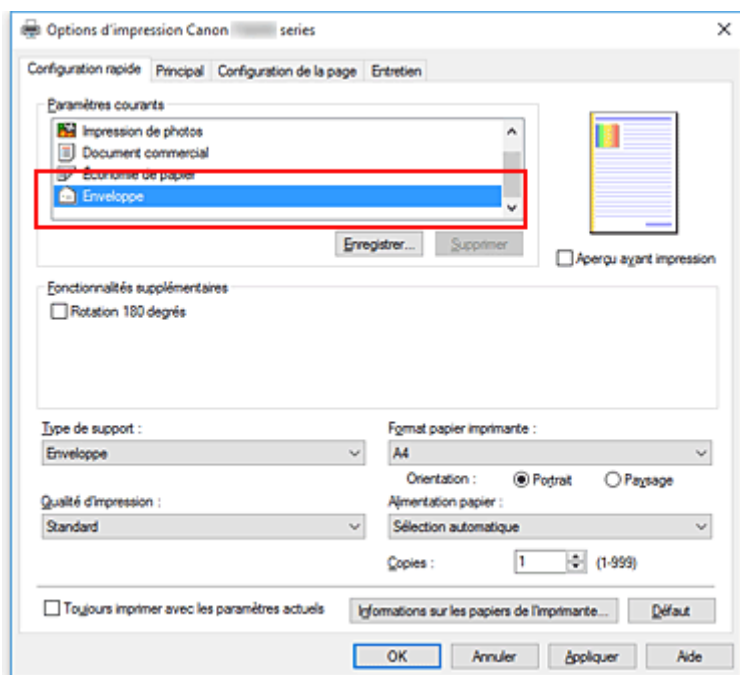 Options d'impression Canon series
Configuration rapide Principal Configuration de la page Entretien
Paramètres courants
Impression de photos
Document commercial
Économie de papier
Enveloppe
Enregistrer... Supprimer
Aperçu avant impression
Fonctionnalités supplémentaires
Rotation 180 degrés
Type de support : Format papier imprimante :
Enveloppe A4
Orientation : Portrait Paysage
Qualité d'impression : Alimentation papier :
Standard Sélection automatique
Copies : 1 (1-999)
Toujours imprimer avec les paramètres actuels Informations sur les papiers de l'imprimante... Défaut
OK Annuler Appliquer Aide